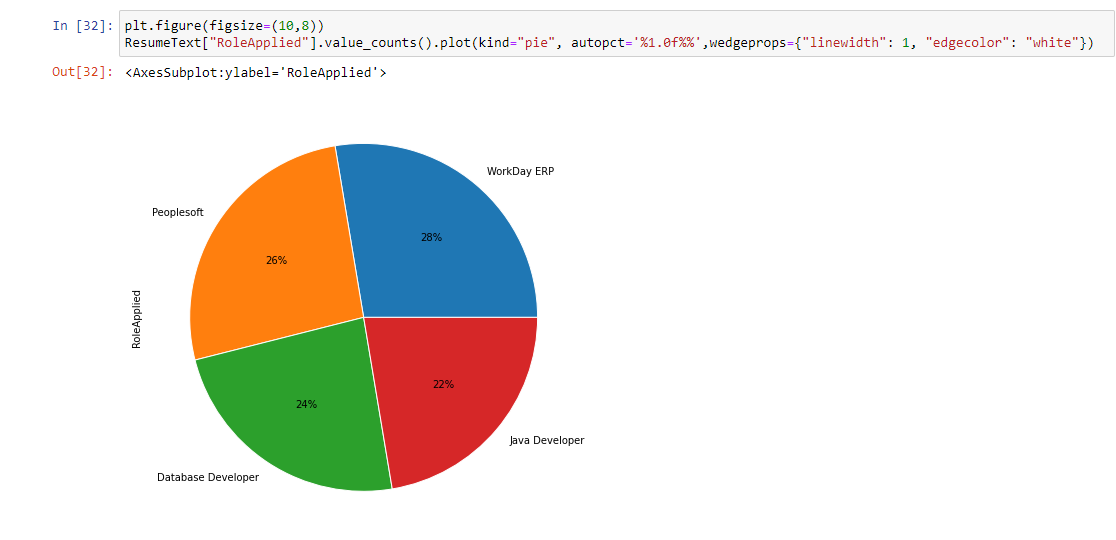 In [32]: plt.figure(figsize=(10,8))
ResumeText["RoleApplied"].value_counts().plot(kind="pie", autopct='%1.0f%%',wedgeprops={"linewidth": 1, "edgecolor": "white"})
Out[32]: <AxesSubplot:ylabel='RoleApplied'>
WorkDay ERP
Peoplesoft
28%
26%
RoleApplied
22%
24%
Java Developer
Database Developer